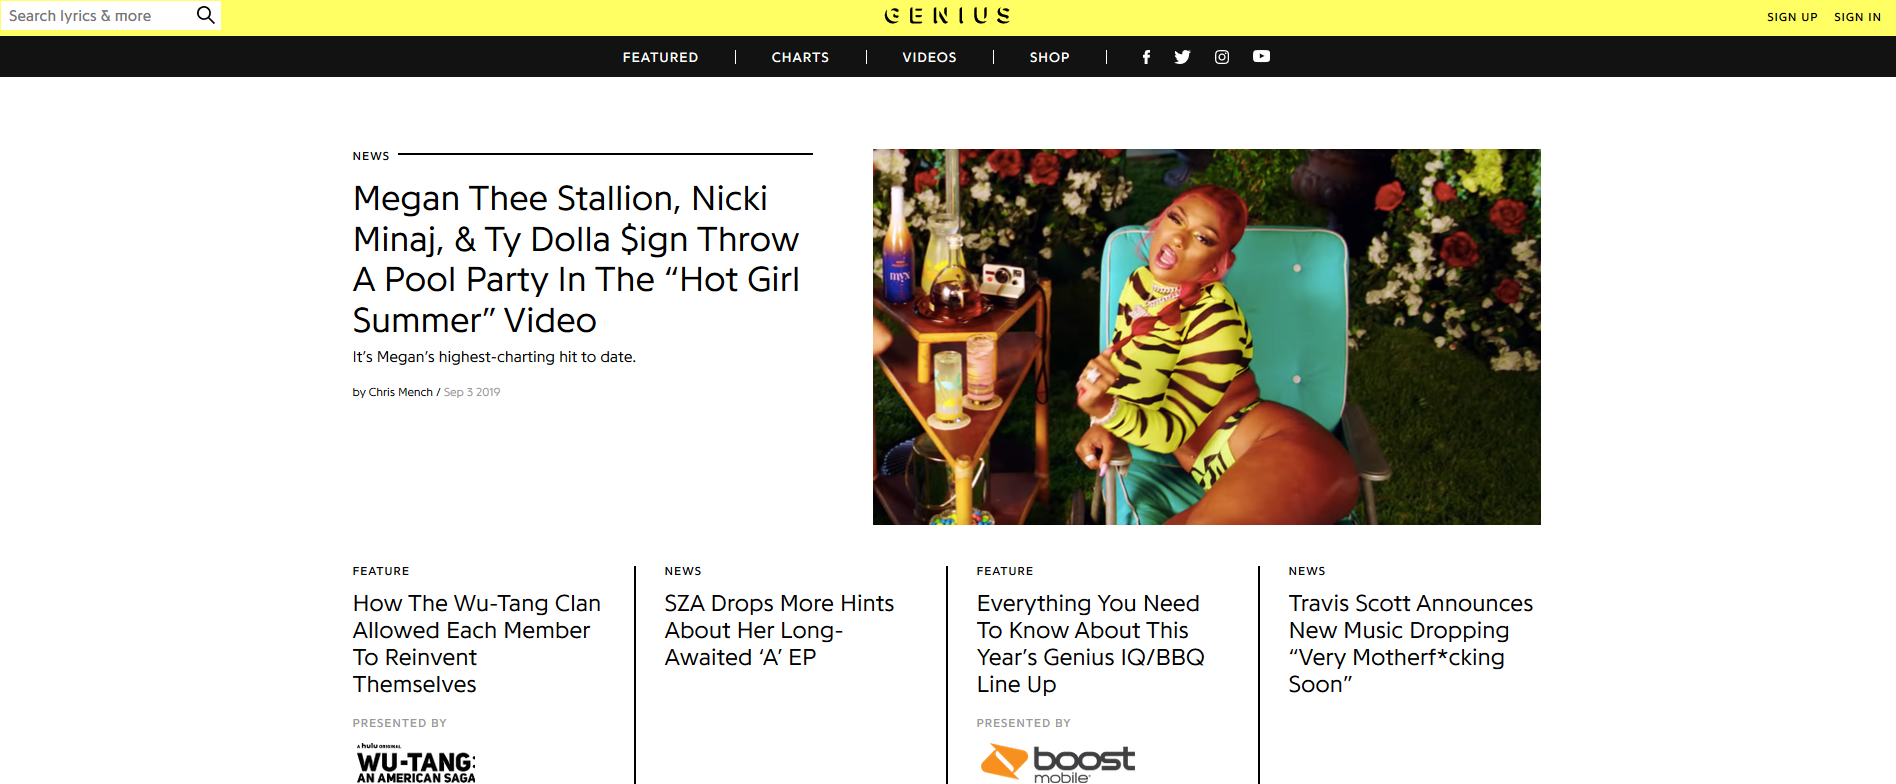 Search lyrics & more
GENIUS
SIGN UP SIGN IN
FEATURED
CHARTS
VIDEOS
SHOP
NEWS
Megan Thee Stallion, Nicki
Minaj, & Ty Dolla $ign Throw
A Pool Party In The “Hot Girl
Summer” Video
It’s Megan’s highest-charting hit to date.
by Chris Mench / Sep 3 2019
myx
FEATURE
How The Wu-Tang Clan
Allowed Each Member
To Reinvent
Themselves
PRESENTED BY
A hulu ORIGINAL
WU-TANG:
AN AMERICAN SAGA
NEWS
SZA Drops More Hints
About Her Long-
Awaited ‘A’ EP
FEATURE
Everything You Need
To Know About This
Year’s Genius IQ/BBQ
Line Up
PRESENTED BY
boost
mobile
NEWS
Travis Scott Announces
New Music Dropping
“Very Motherf*cking
Soon”